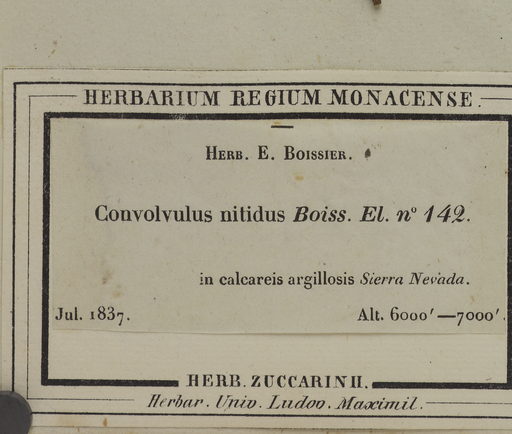 HERBARIUM REGIUM MONACENSE.
HERB. E. BOISSIER.
Convolvulus nitidus Boiss. El. nº 142.
in calcareis argillosis Sierra Nevada.
Jul. 1837. Alt. 6000′—7000′.
HERB. ZUCCARINII.
Herbar. Univ. Ludov. Maximil.